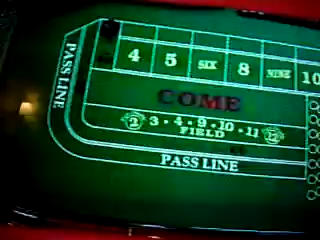 PASS LINE
4 5 SIX 8 NINE 10
COME
2 3 · 4 · 9 · 10 · 11 12
FIELD
PASS LINE